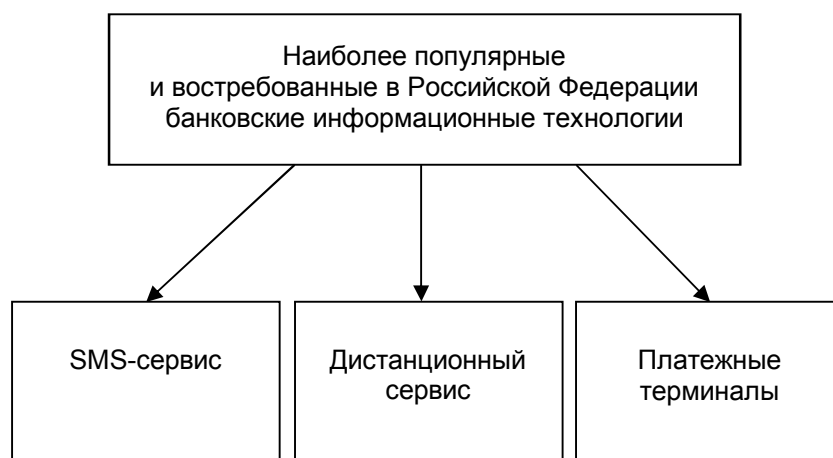 Наиболее популярные
и востребованные в Российской Федерации
банковские информационные технологии
SMS-сервис
Дистанционный
сервис
Платежные
терминалы